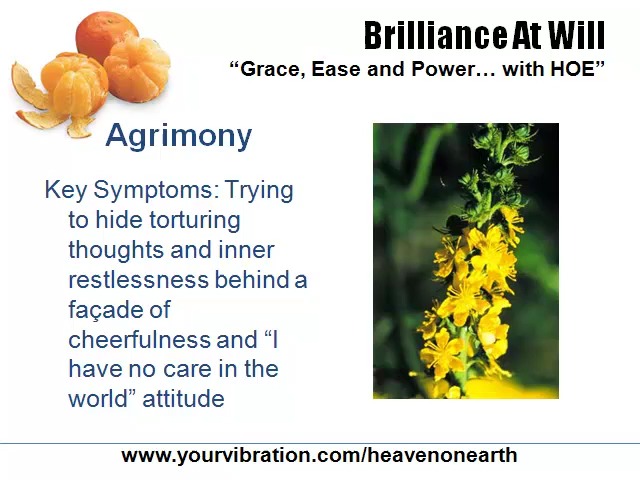 Brilliance At Will
“Grace, Ease and Power… with HOE”
Agrimony
Key Symptoms: Trying
to hide torturing
thoughts and inner
restlessness behind a
façade of
cheerfulness and “I
have no care in the
world” attitude
www.yourvibration.com/heavenonearth